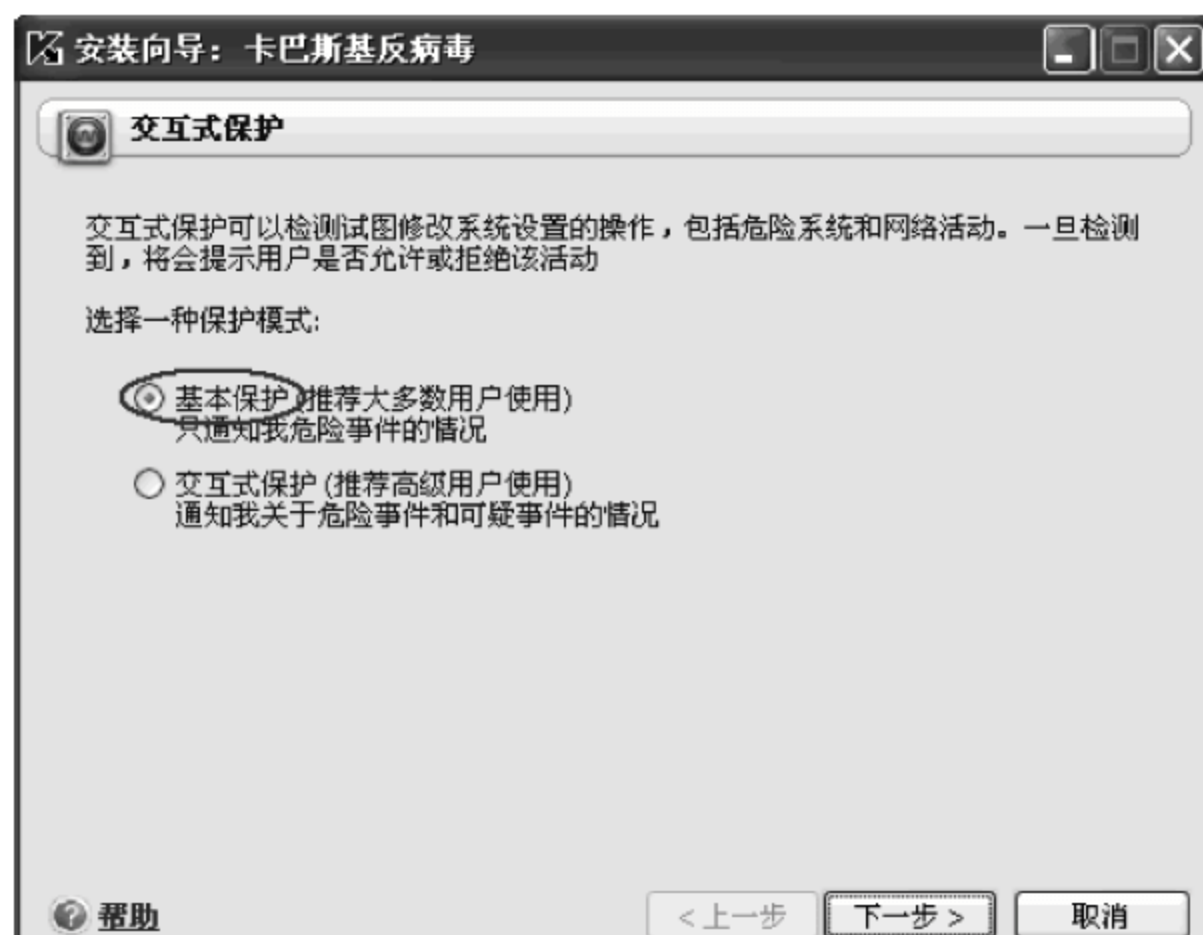 安装向导：卡巴斯基反病毒
交互式保护
交互式保护可以检测试图修改系统设置的操作，包括危险系统和网络活动。一旦检测
到，将会提示用户是否允许或拒绝该活动
选择一种保护模式:
基本保护 (推荐大多数用户使用)
只通知我危险事件的情况
交互式保护 (推荐高级用户使用)
通知我关于危险事件和可疑事件的情况
帮助
<上一步
下一步 >
取消